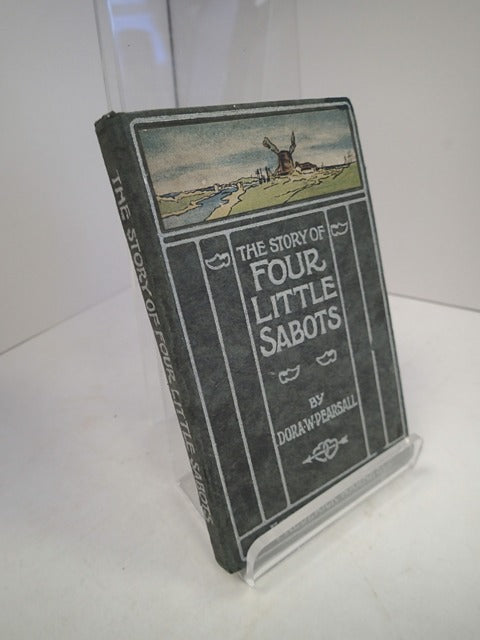 THE STORY OF
FOUR
LITTLE
SABOTS
BY
DORA·W·PEARSALL
THE STORY OF FOUR LITTLE SABOTS